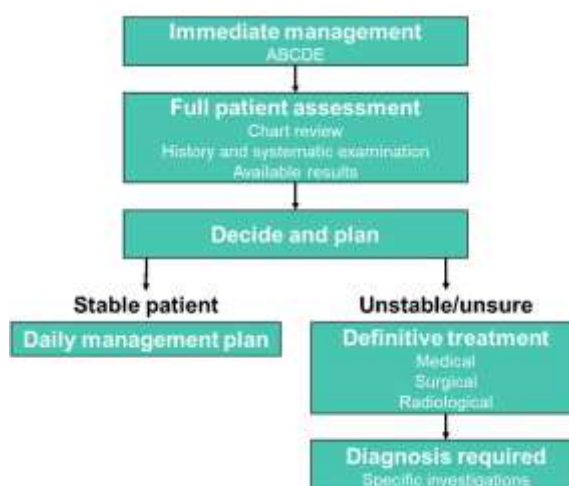 Immediate management
ABCDE
Full patient assessment
Chart review
History and systematic examination
Available results
Decide and plan
Stable patient
Daily management plan
Unstable/unsure
Definitive treatment
Medical
Surgical
Radiological
Diagnosis required
Specific investigations